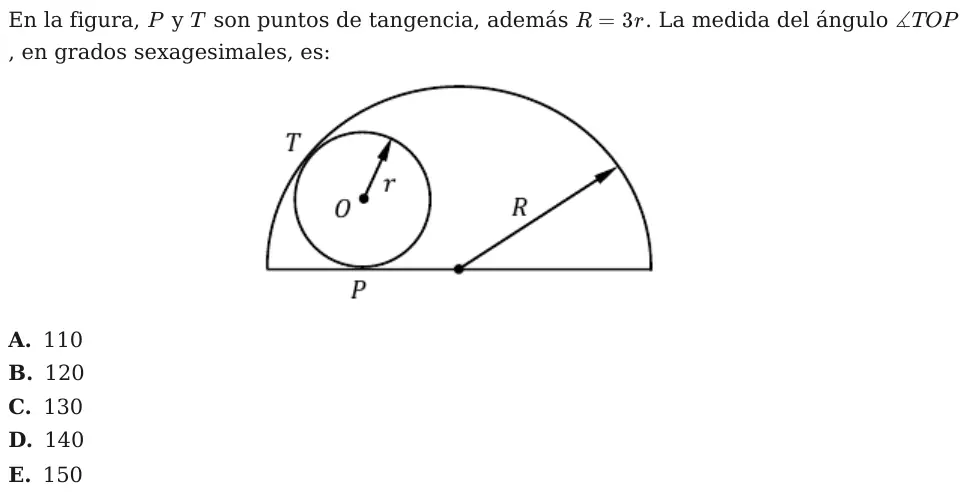 En la figura, P y T son puntos de tangencia, además R = 3r. La medida del ángulo ∡TOP
, en grados sexagesimales, es:
T
r
O
R
P
A. 110
B. 120
C. 130
D. 140
E. 150